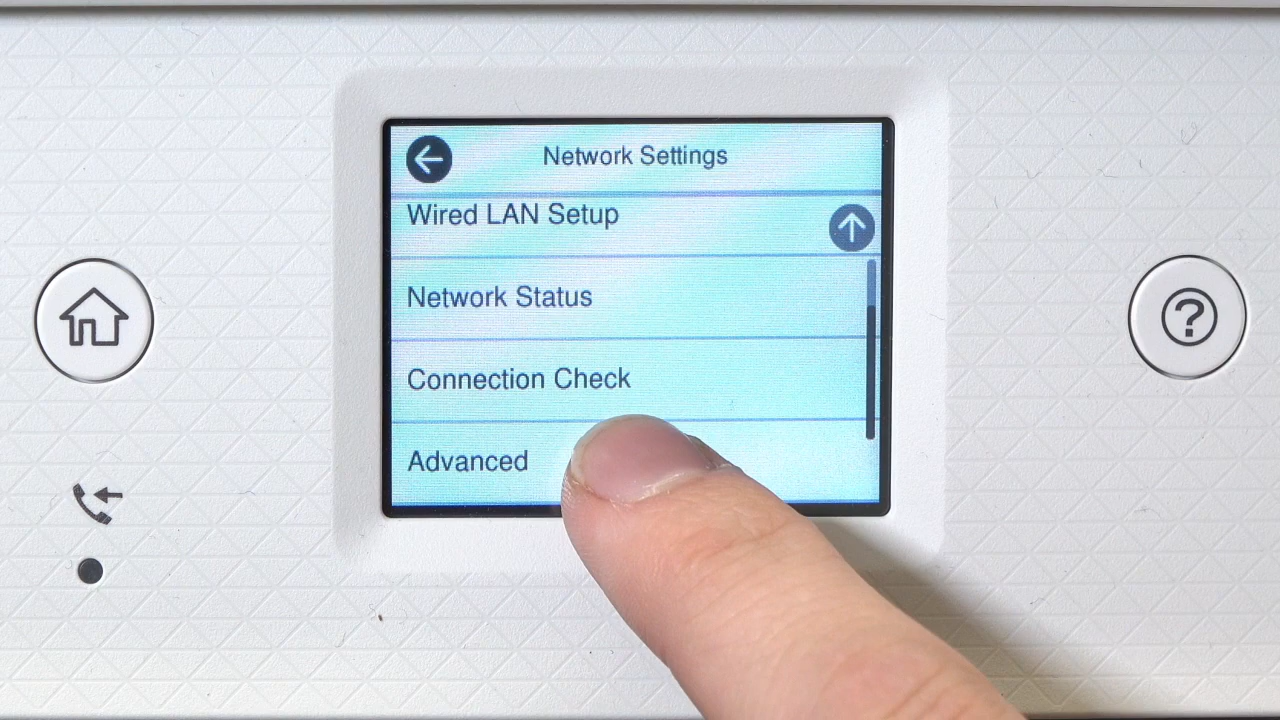 Network Settings
Wired LAN Setup
Network Status
Connection Check
Advanced